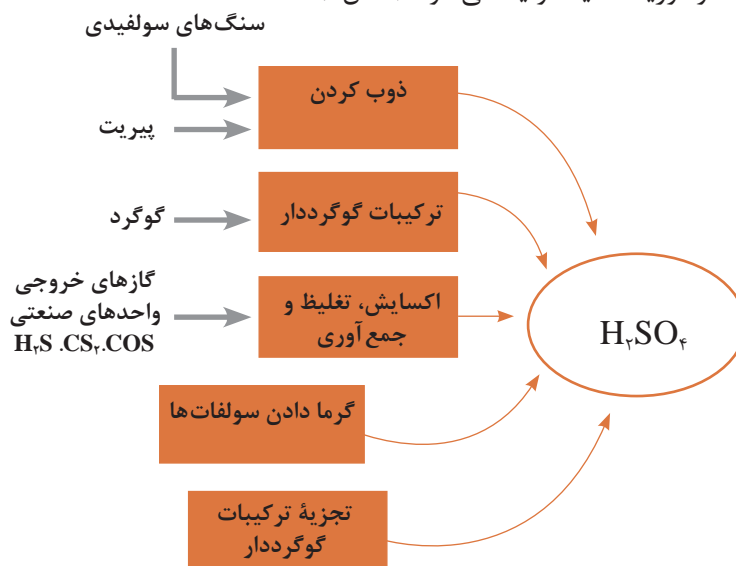 سنگ‌های سولفیدی
ذوب کردن
پیریت
ترکیبات گوگرددار
گوگرد
گازهای خروجی
واحدهای صنعتی
H₂S .CS₂.COS
اکسایش، تغلیظ و
جمع‌آوری
H₂SO₄
گرما دادن سولفات‌ها
تجزیهٔ ترکیبات
گوگرددار